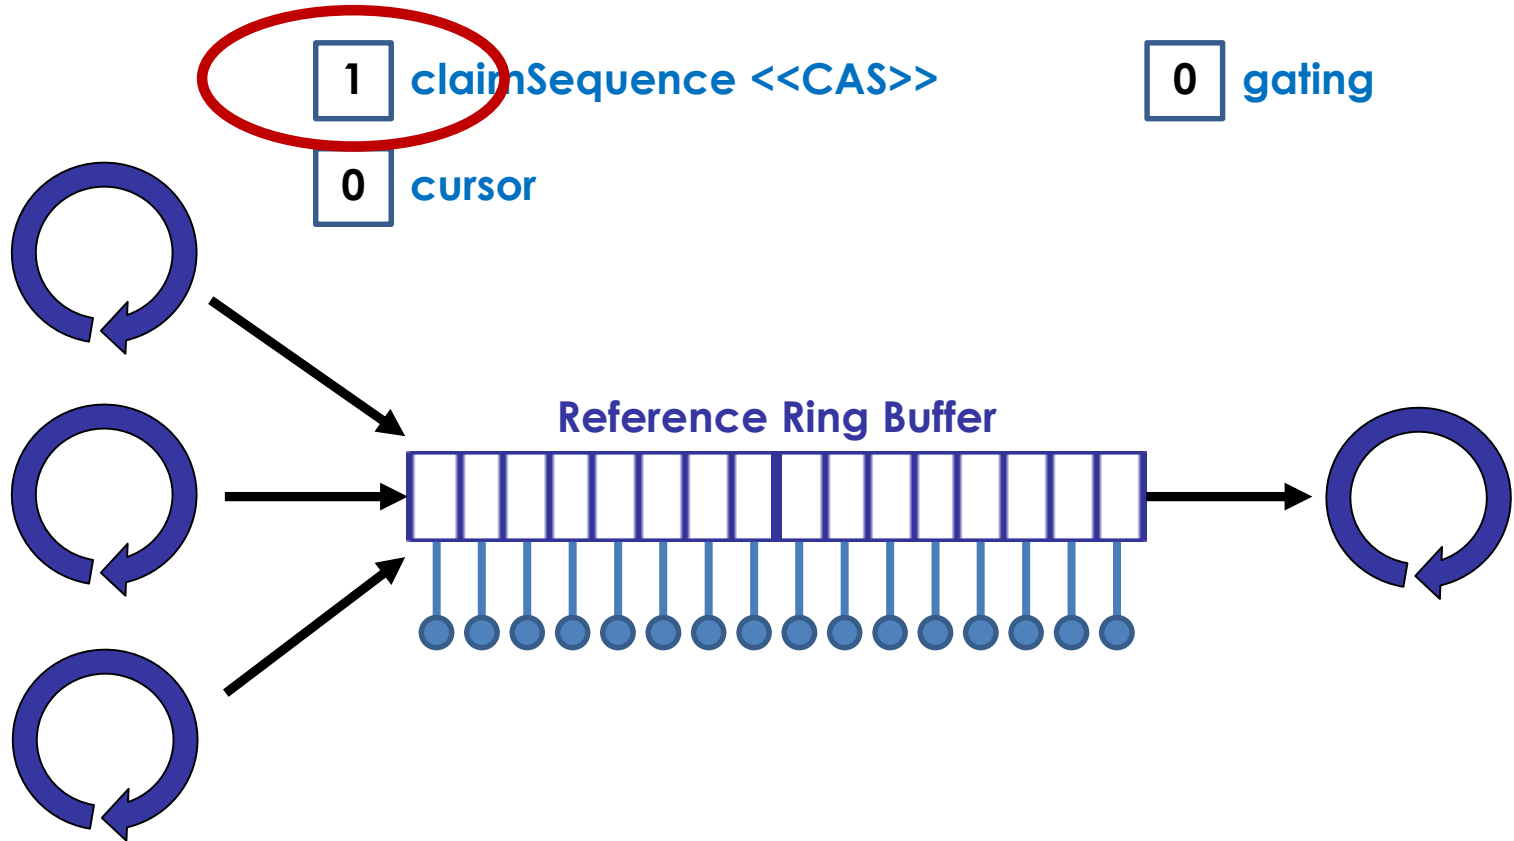 1 claimSequence <<CAS>>
0 gating
0 cursor
Reference Ring Buffer